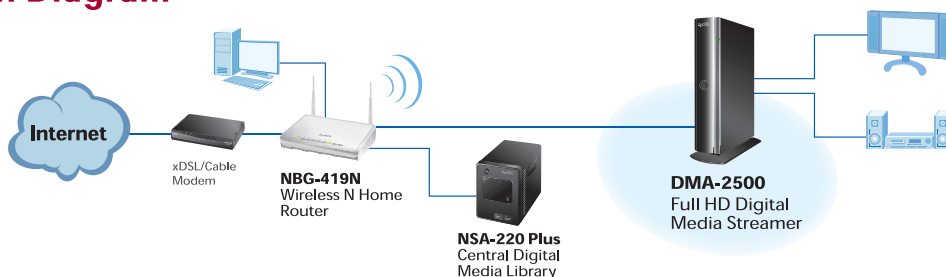 Diagram
Internet
xDSL/Cable
Modem
NBG-419N
Wireless N Home
Router
NSA-220 Plus
Central Digital
Media Library
DMA-2500
Full HD Digital
Media Streamer